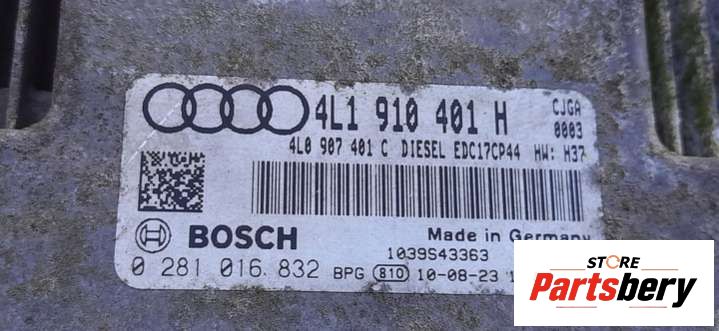 4L1 910 401 H
CJGA
0003
4L0 907 401 C DIESEL EDC17CP44 HW: H37
BOSCH
Made in Germany
1039S43363
0 281 016 832 BPG 810 10-08-23
STORE
Partsbery